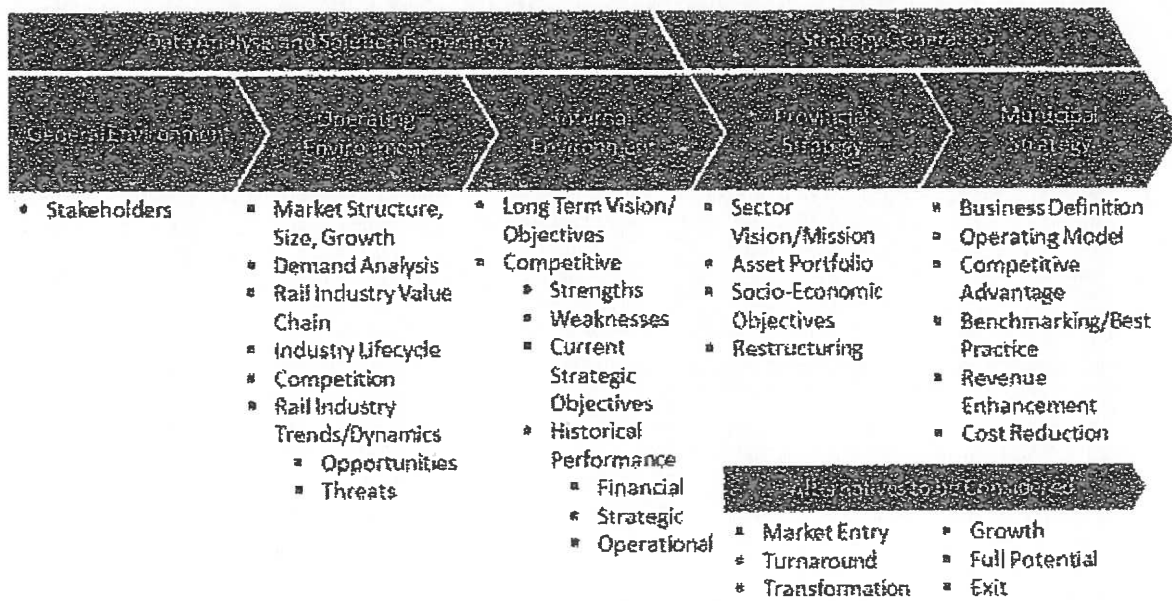 Data Analysis and Solution Generation
Strategy Generation
General Environment
Operating
Environment
Internal
Environment
Provincial
Strategy
Municipal
Strategy
Stakeholders
Market Structure,
Size, Growth
Demand Analysis
Rail Industry Value
Chain
Industry Lifecycle
Competition
Rail Industry
Trends/Dynamics
Opportunities
Threats
Long Term Vision/
Objectives
Competitive
Strengths
Weaknesses
Current
Strategic
Objectives
Historical
Performance
Financial
Strategic
Operational
Sector
Vision/Mission
Asset Portfolio
Socio-Economic
Objectives
Restructuring
Business Definition
Operating Model
Competitive
Advantage
Benchmarking/Best
Practice
Revenue
Enhancement
Cost Reduction
Alternatives to be Considered
Market Entry
Turnaround
Transformation
Growth
Full Potential
Exit